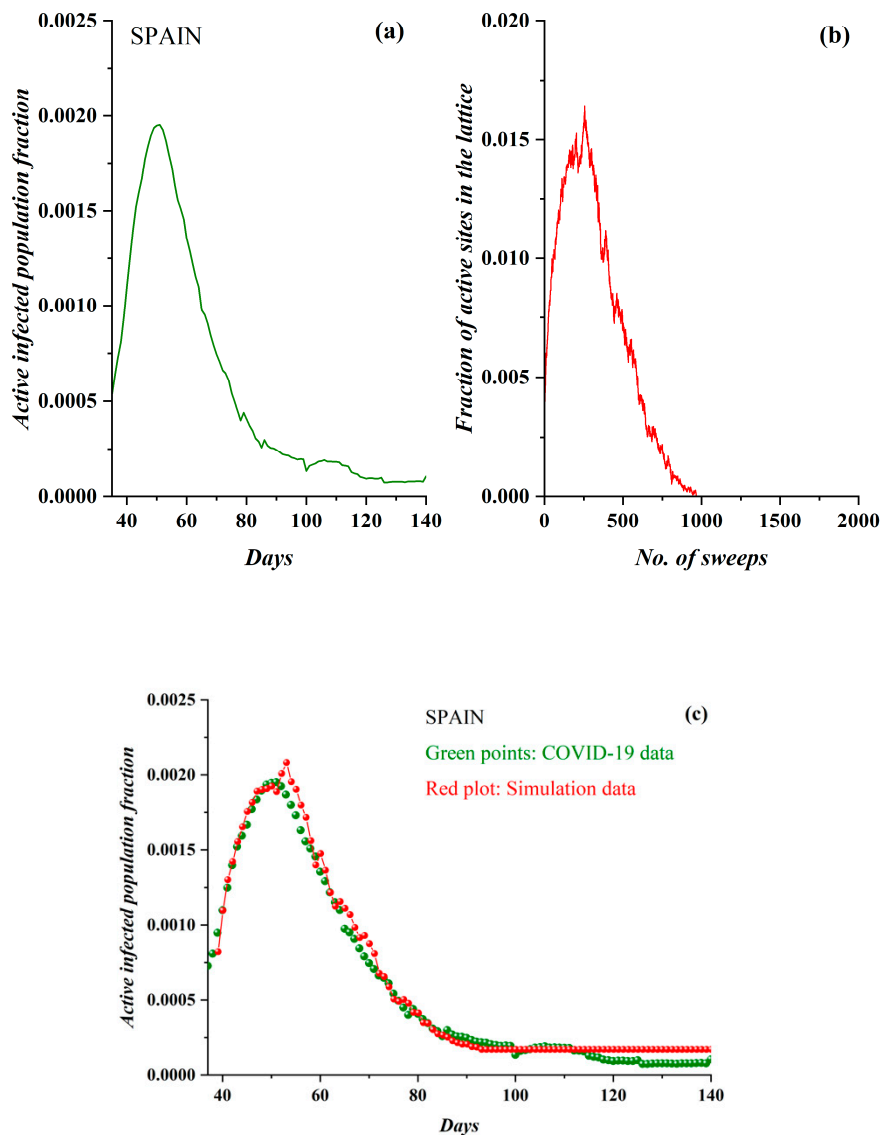 SPAIN
(a)
0.0025
0.0020
0.0015
0.0010
0.0005
0.0000
Active infected population fraction
40 60 80 100 120 140
Days
(b)
0.020
0.015
0.010
0.005
0.000
Fraction of active sites in the lattice
0 500 1000 1500 2000
No. of sweeps
0.0025
0.0020
0.0015
0.0010
0.0005
0.0000
Active infected population fraction
SPAIN
(c)
Green points: COVID-19 data
Red plot: Simulation data
40 60 80 100 120 140
Days